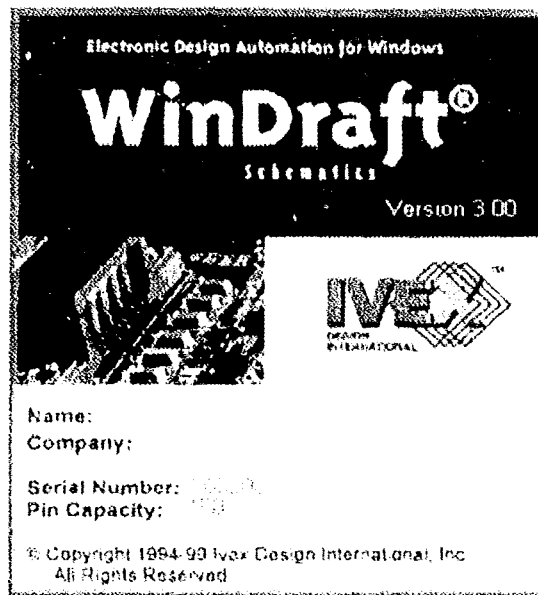 Electronic Design Automation for Windows
WinDraft®
Schematics
Version 3.00
IVEX
™
DESIGN
INTERNATIONAL
Name:
Company:
Serial Number:
Pin Capacity:
© Copyright 1994-99 Ivex Design International, Inc
All Rights Reserved